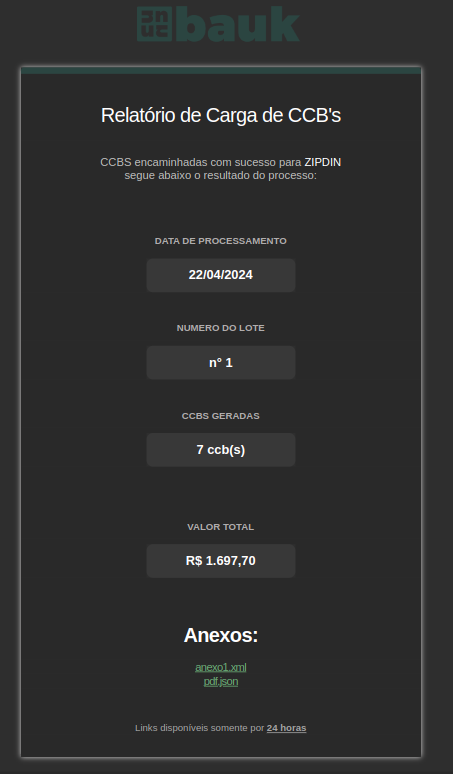 bauk
Relatório de Carga de CCB's
CCBS encaminhadas com sucesso para ZIPDIN
segue abaixo o resultado do processo:
DATA DE PROCESSAMENTO
22/04/2024
NUMERO DO LOTE
n° 1
CCBS GERADAS
7 ccb(s)
VALOR TOTAL
R$ 1.697,70
Anexos:
anexo1.xml
pdf.json
Links disponíveis somente por 24 horas